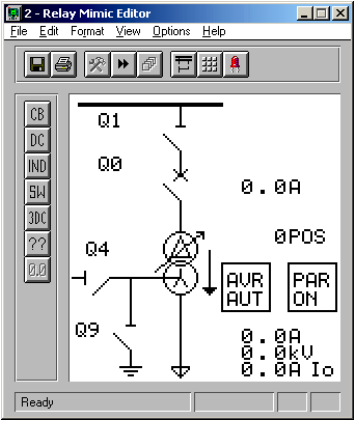 2 - Relay Mimic Editor
File Edit Format View Options Help
CB
DC
IND
SW
3DC
??
0.0
Q1
Q0
0.0A
0POS
Q4
AVR
AUT
PAR
ON
Q9
0.0A
0.0kV
0.0A Io
Ready